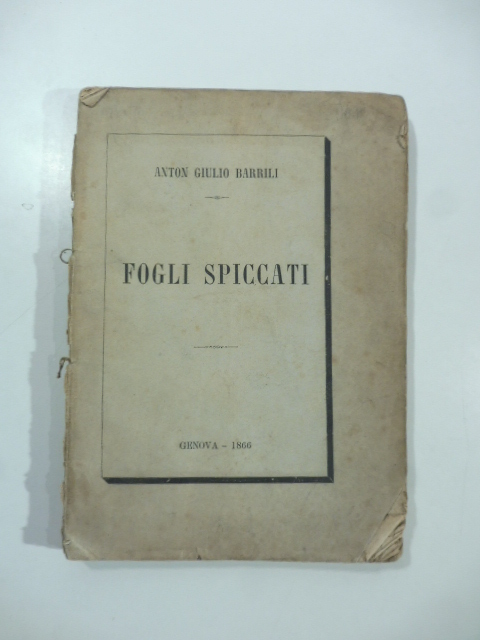 ANTON GIULIO BARRILI
FOGLI SPICCATI
GENOVA - 1866